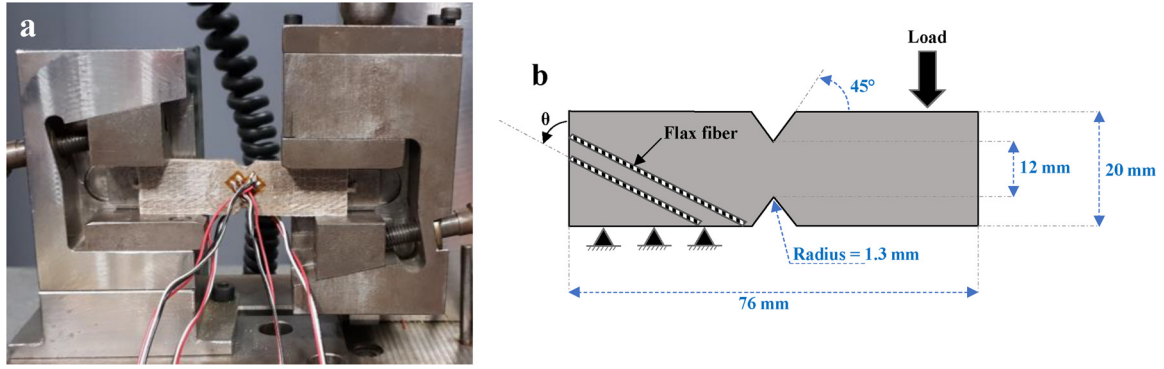 a
b
Load
45°
θ
Flax fiber
12 mm
20 mm
Radius = 1.3 mm
76 mm